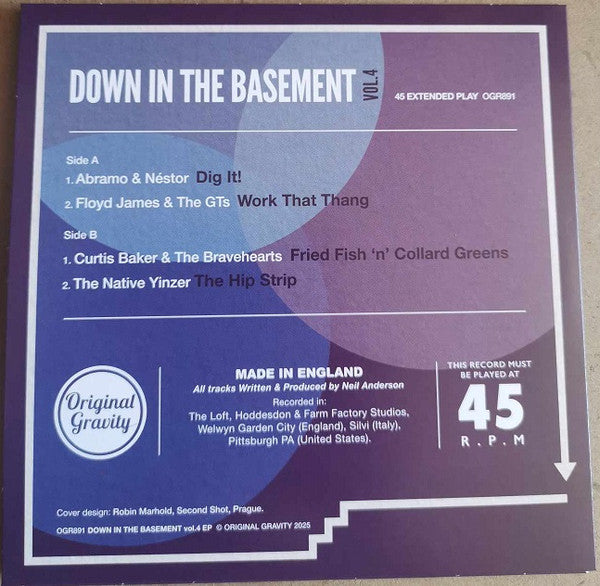 DOWN IN THE BASEMENT VOL.4
45 EXTENDED PLAY OGR891
Side A
1. Abramo & Néstor Dig It!
2. Floyd James & The GTs Work That Thang
Side B
1. Curtis Baker & The Bravehearts Fried Fish ‘n’ Collard Greens
2. The Native Yinzer The Hip Strip
Original
Gravity
MADE IN ENGLAND
All tracks Written & Produced by Neil Anderson
Recorded in:
The Loft, Hoddesdon & Farm Factory Studios,
Welwyn Garden City (England), Silvi (Italy),
Pittsburgh PA (United States).
THIS RECORD MUST
BE PLAYED AT
45
R.P.M
Cover design: Robin Marhold, Second Shot, Prague.
OGR891 DOWN IN THE BASEMENT vol.4 EP © ORIGINAL GRAVITY 2025